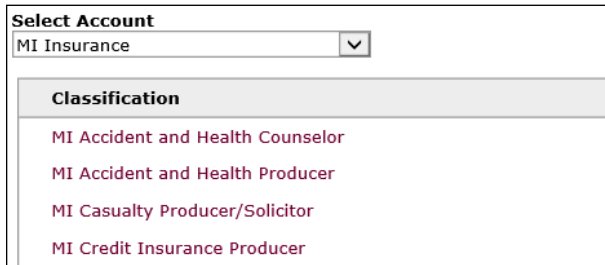 Select Account
MI Insurance
Classification
MI Accident and Health Counselor
MI Accident and Health Producer
MI Casualty Producer/Solicitor
MI Credit Insurance Producer